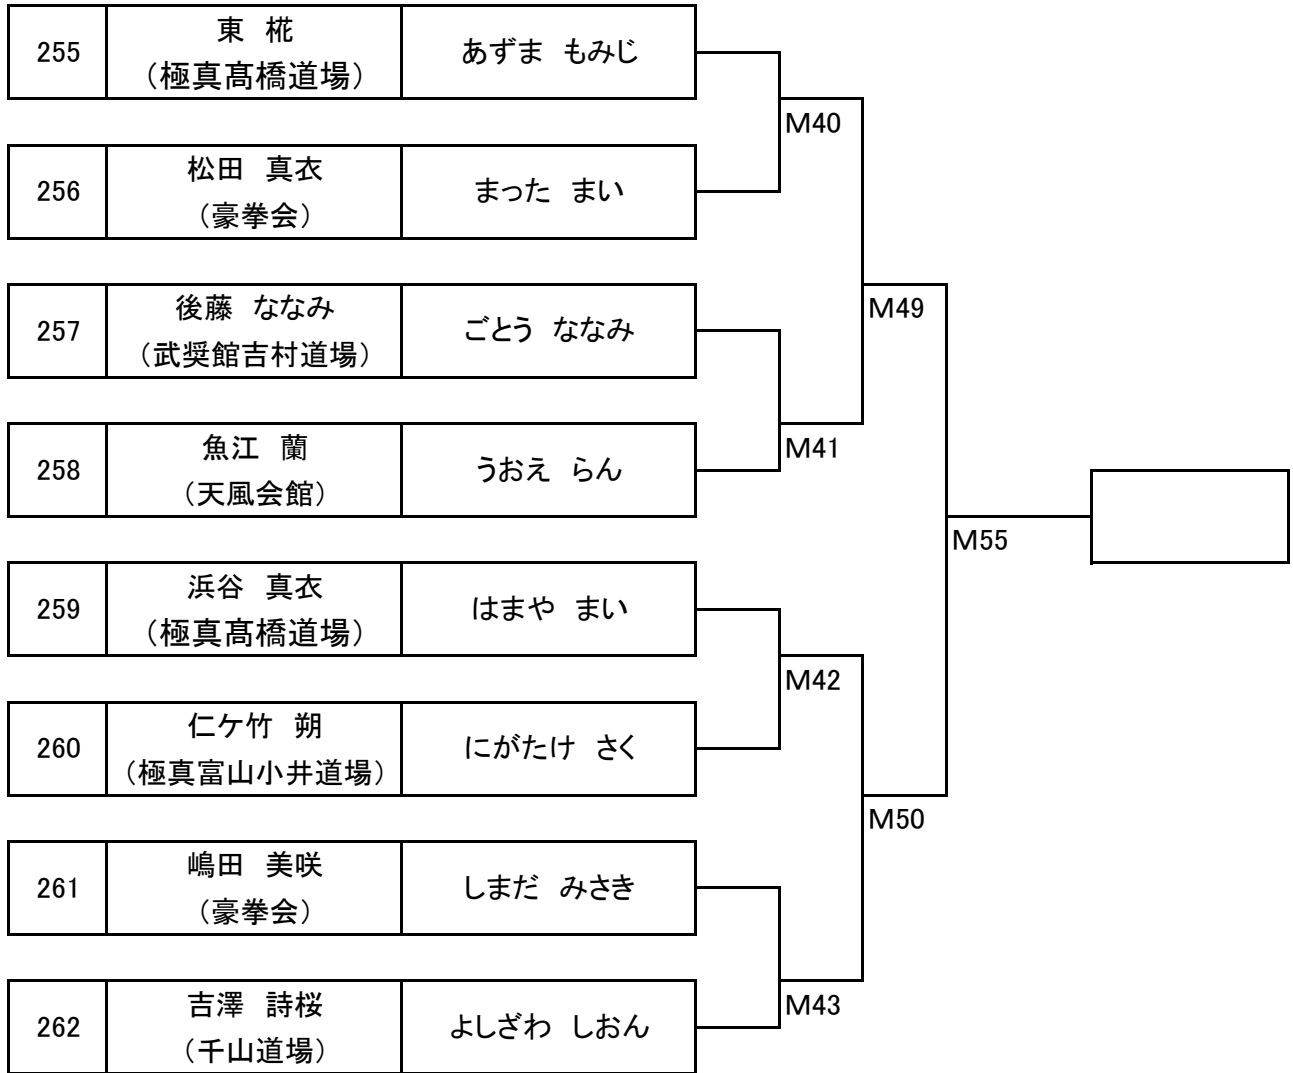 255
東　椛
（極真髙橋道場）
あずま　もみじ
M40
256
松田　真衣
（豪拳会）
まった　まい
257
後藤　ななみ
（武奨館吉村道場）
ごとう　ななみ
M49
258
魚江　蘭
（天風会館）
うおえ　らん
M41
M55
259
浜谷　真衣
（極真髙橋道場）
はまや　まい
M42
260
仁ケ竹　朔
（極真富山小井道場）
にがたけ　さく
M50
261
嶋田　美咲
（豪拳会）
しまだ　みさき
262
吉澤　詩桜
（千山道場）
よしざわ　しおん
M43